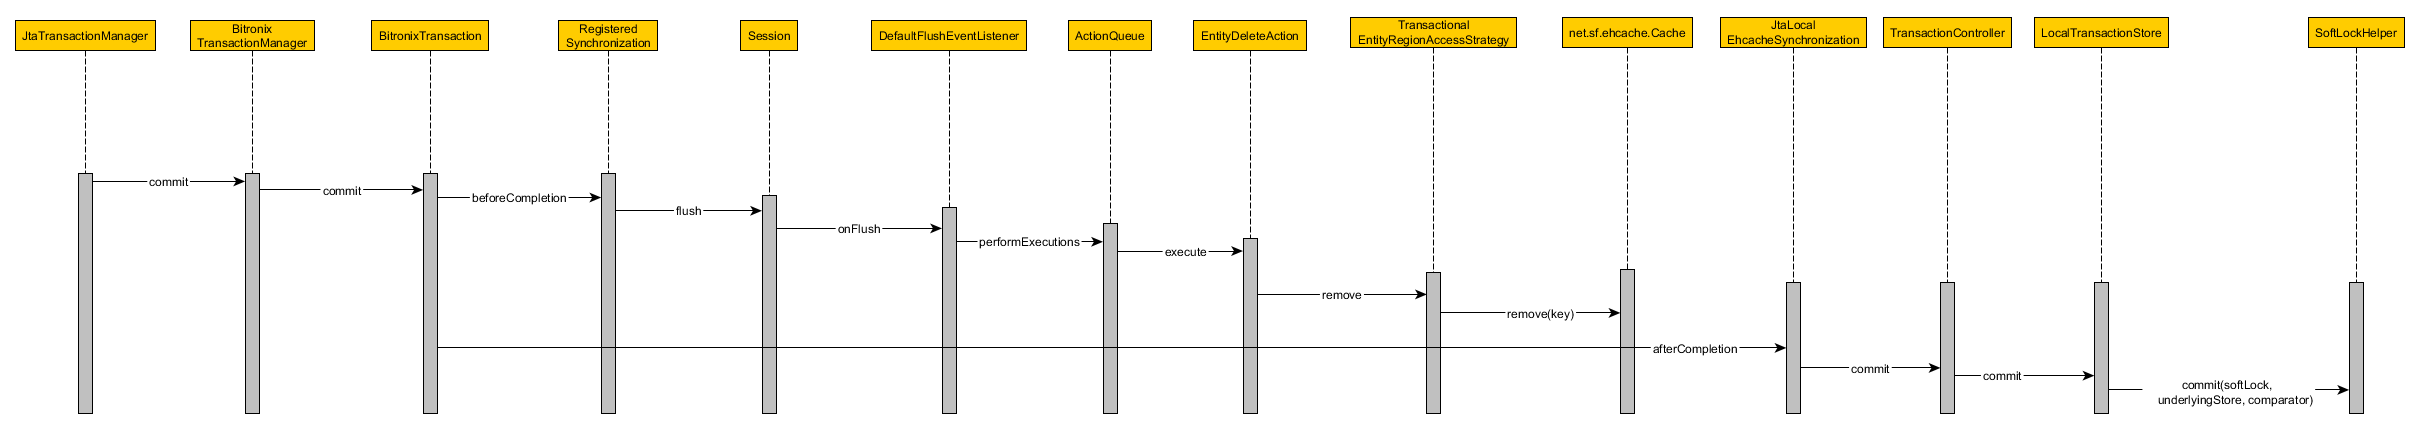 JtaTransactionManager
Bitronix
TransactionManager
BitronixTransaction
Registered
Synchronization
Session
DefaultFlushEventListener
ActionQueue
EntityDeleteAction
Transactional
EntityRegionAccessStrategy
net.sf.ehcache.Cache
JtaLocal
EhcacheSynchronization
TransactionController
LocalTransactionStore
SoftLockHelper
commit
commit
beforeCompletion
flush
onFlush
performExecutions
execute
remove
remove(key)
afterCompletion
commit
commit
commit(softLock,
underlyingStore, comparator)